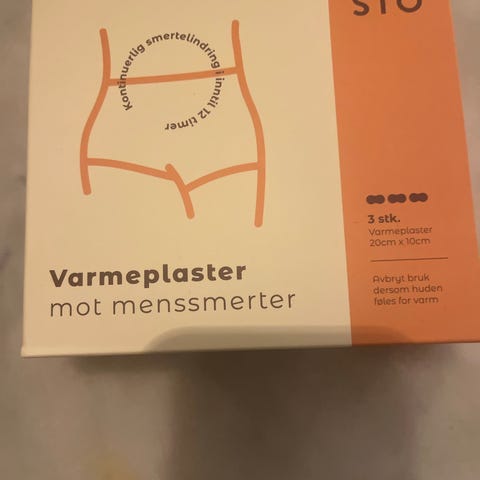 STO
Kontinuerlig smertelindring i inntil 12 timer
3 stk.
Varmeplaster
20cm x 10cm
Avbryt bruk
dersom huden
føles for varm
Varmeplaster
mot menssmerter